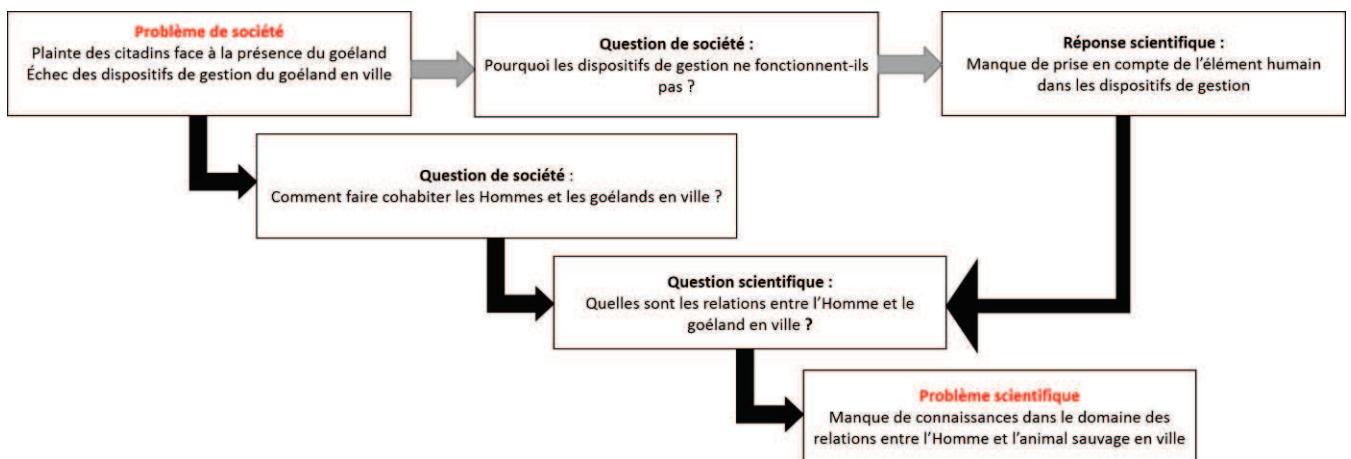 Problème de société
Plainte des citadins face à la présence du goéland
Échec des dispositifs de gestion du goéland en ville
Question de société :
Pourquoi les dispositifs de gestion ne fonctionnent-ils
pas ?
Réponse scientifique :
Manque de prise en compte de l'élément humain
dans les dispositifs de gestion
Question de société :
Comment faire cohabiter les Hommes et les goélands en ville ?
Question scientifique :
Quelles sont les relations entre l'Homme et le
goéland en ville ?
Problème scientifique
Manque de connaissances dans le domaine des
relations entre l'Homme et l'animal sauvage en ville